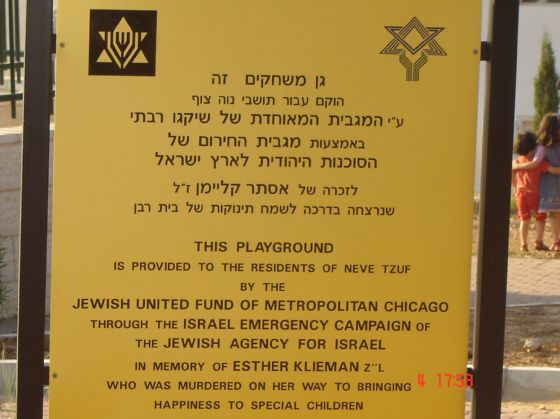 גן משחקים זה
הוקם עבור תושבי נוה צוף
ע״י המגבית המאוחדת של שיקגו רבתי
באמצעות מגבית החירום של
הסוכנות היהודית לארץ ישראל
לזכרה של אסתר קליימן ז״ל
שנרצחה בדרכה לשמח תינוקות של בית רבן
THIS PLAYGROUND
IS PROVIDED TO THE RESIDENTS OF NEVE TZUF
BY THE
JEWISH UNITED FUND OF METROPOLITAN CHICAGO
THROUGH THE ISRAEL EMERGENCY CAMPAIGN OF
THE JEWISH AGENCY FOR ISRAEL
IN MEMORY OF ESTHER KLIEMAN Z"L
WHO WAS MURDERED ON HER WAY TO BRINGING
HAPPINESS TO SPECIAL CHILDREN
4 17:58